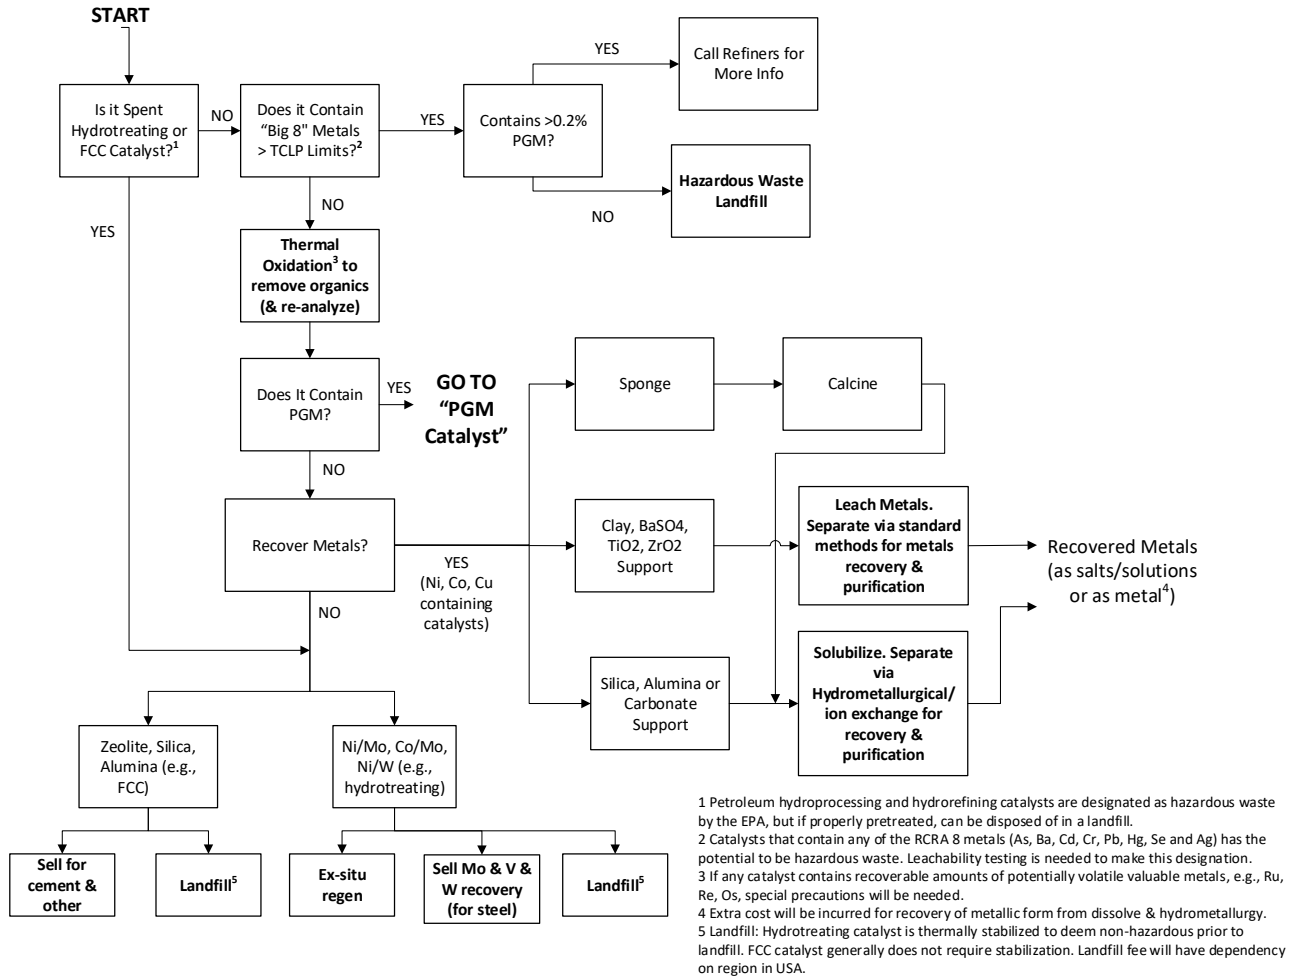 START
Is it Spent
Hydrotreating or
FCC Catalyst?1
NO
Does it Contain
“Big 8" Metals
> TCLP Limits?2
YES
Contains >0.2%
PGM?
YES
Call Refiners for
More Info
NO
Hazardous Waste
Landfill
YES
NO
Thermal
Oxidation3 to
remove organics
(& re-analyze)
Does It Contain
PGM?
YES
GO TO
“PGM
Catalyst”
NO
Recover Metals?
YES
(Ni, Co, Cu
containing
catalysts)
NO
Sponge
Calcine
Clay, BaSO4,
TiO2, ZrO2
Support
Leach Metals.
Separate via standard
methods for metals
recovery &
purification
Recovered Metals
(as salts/solutions
or as metal4)
Silica, Alumina or
Carbonate
Support
Solubilize. Separate
via
Hydrometallurgical/
ion exchange for
recovery &
purification
Zeolite, Silica,
Alumina (e.g.,
FCC)
Ni/Mo, Co/Mo,
Ni/W (e.g.,
hydrotreating)
Sell for
cement &
other
Landfill5
Ex-situ
regen
Sell Mo & V &
W recovery
(for steel)
Landfill5
1 Petroleum hydroprocessing and hydrorefining catalysts are designated as hazardous waste
by the EPA, but if properly pretreated, can be disposed of in a landfill.
2 Catalysts that contain any of the RCRA 8 metals (As, Ba, Cd, Cr, Pb, Hg, Se and Ag) has the
potential to be hazardous waste. Leachability testing is needed to make this designation.
3 If any catalyst contains recoverable amounts of potentially volatile valuable metals, e.g., Ru,
Re, Os, special precautions will be needed.
4 Extra cost will be incurred for recovery of metallic form from dissolve & hydrometallurgy.
5 Landfill: Hydrotreating catalyst is thermally stabilized to deem non-hazardous prior to
landfill. FCC catalyst generally does not require stabilization. Landfill fee will have dependency
on region in USA.